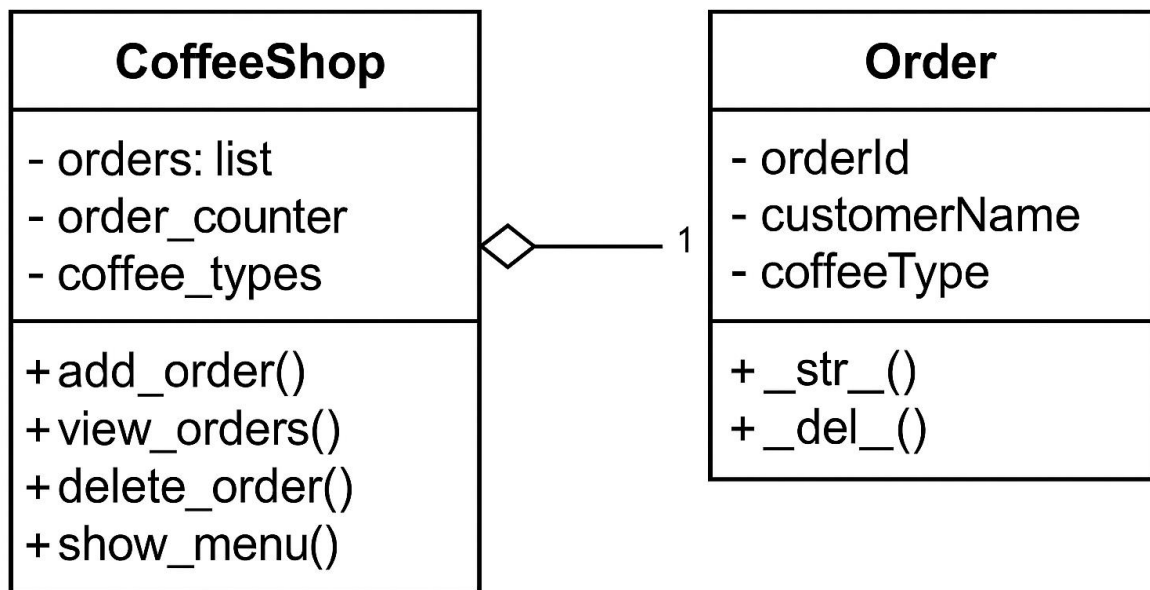 CoffeeShop
- orders: list
- order_counter
- coffee_types
+ add_order()
+ view_orders()
+ delete_order()
+ show_menu()
1
Order
- orderId
- customerName
- coffeeType
+ _str_()
+ _del_()